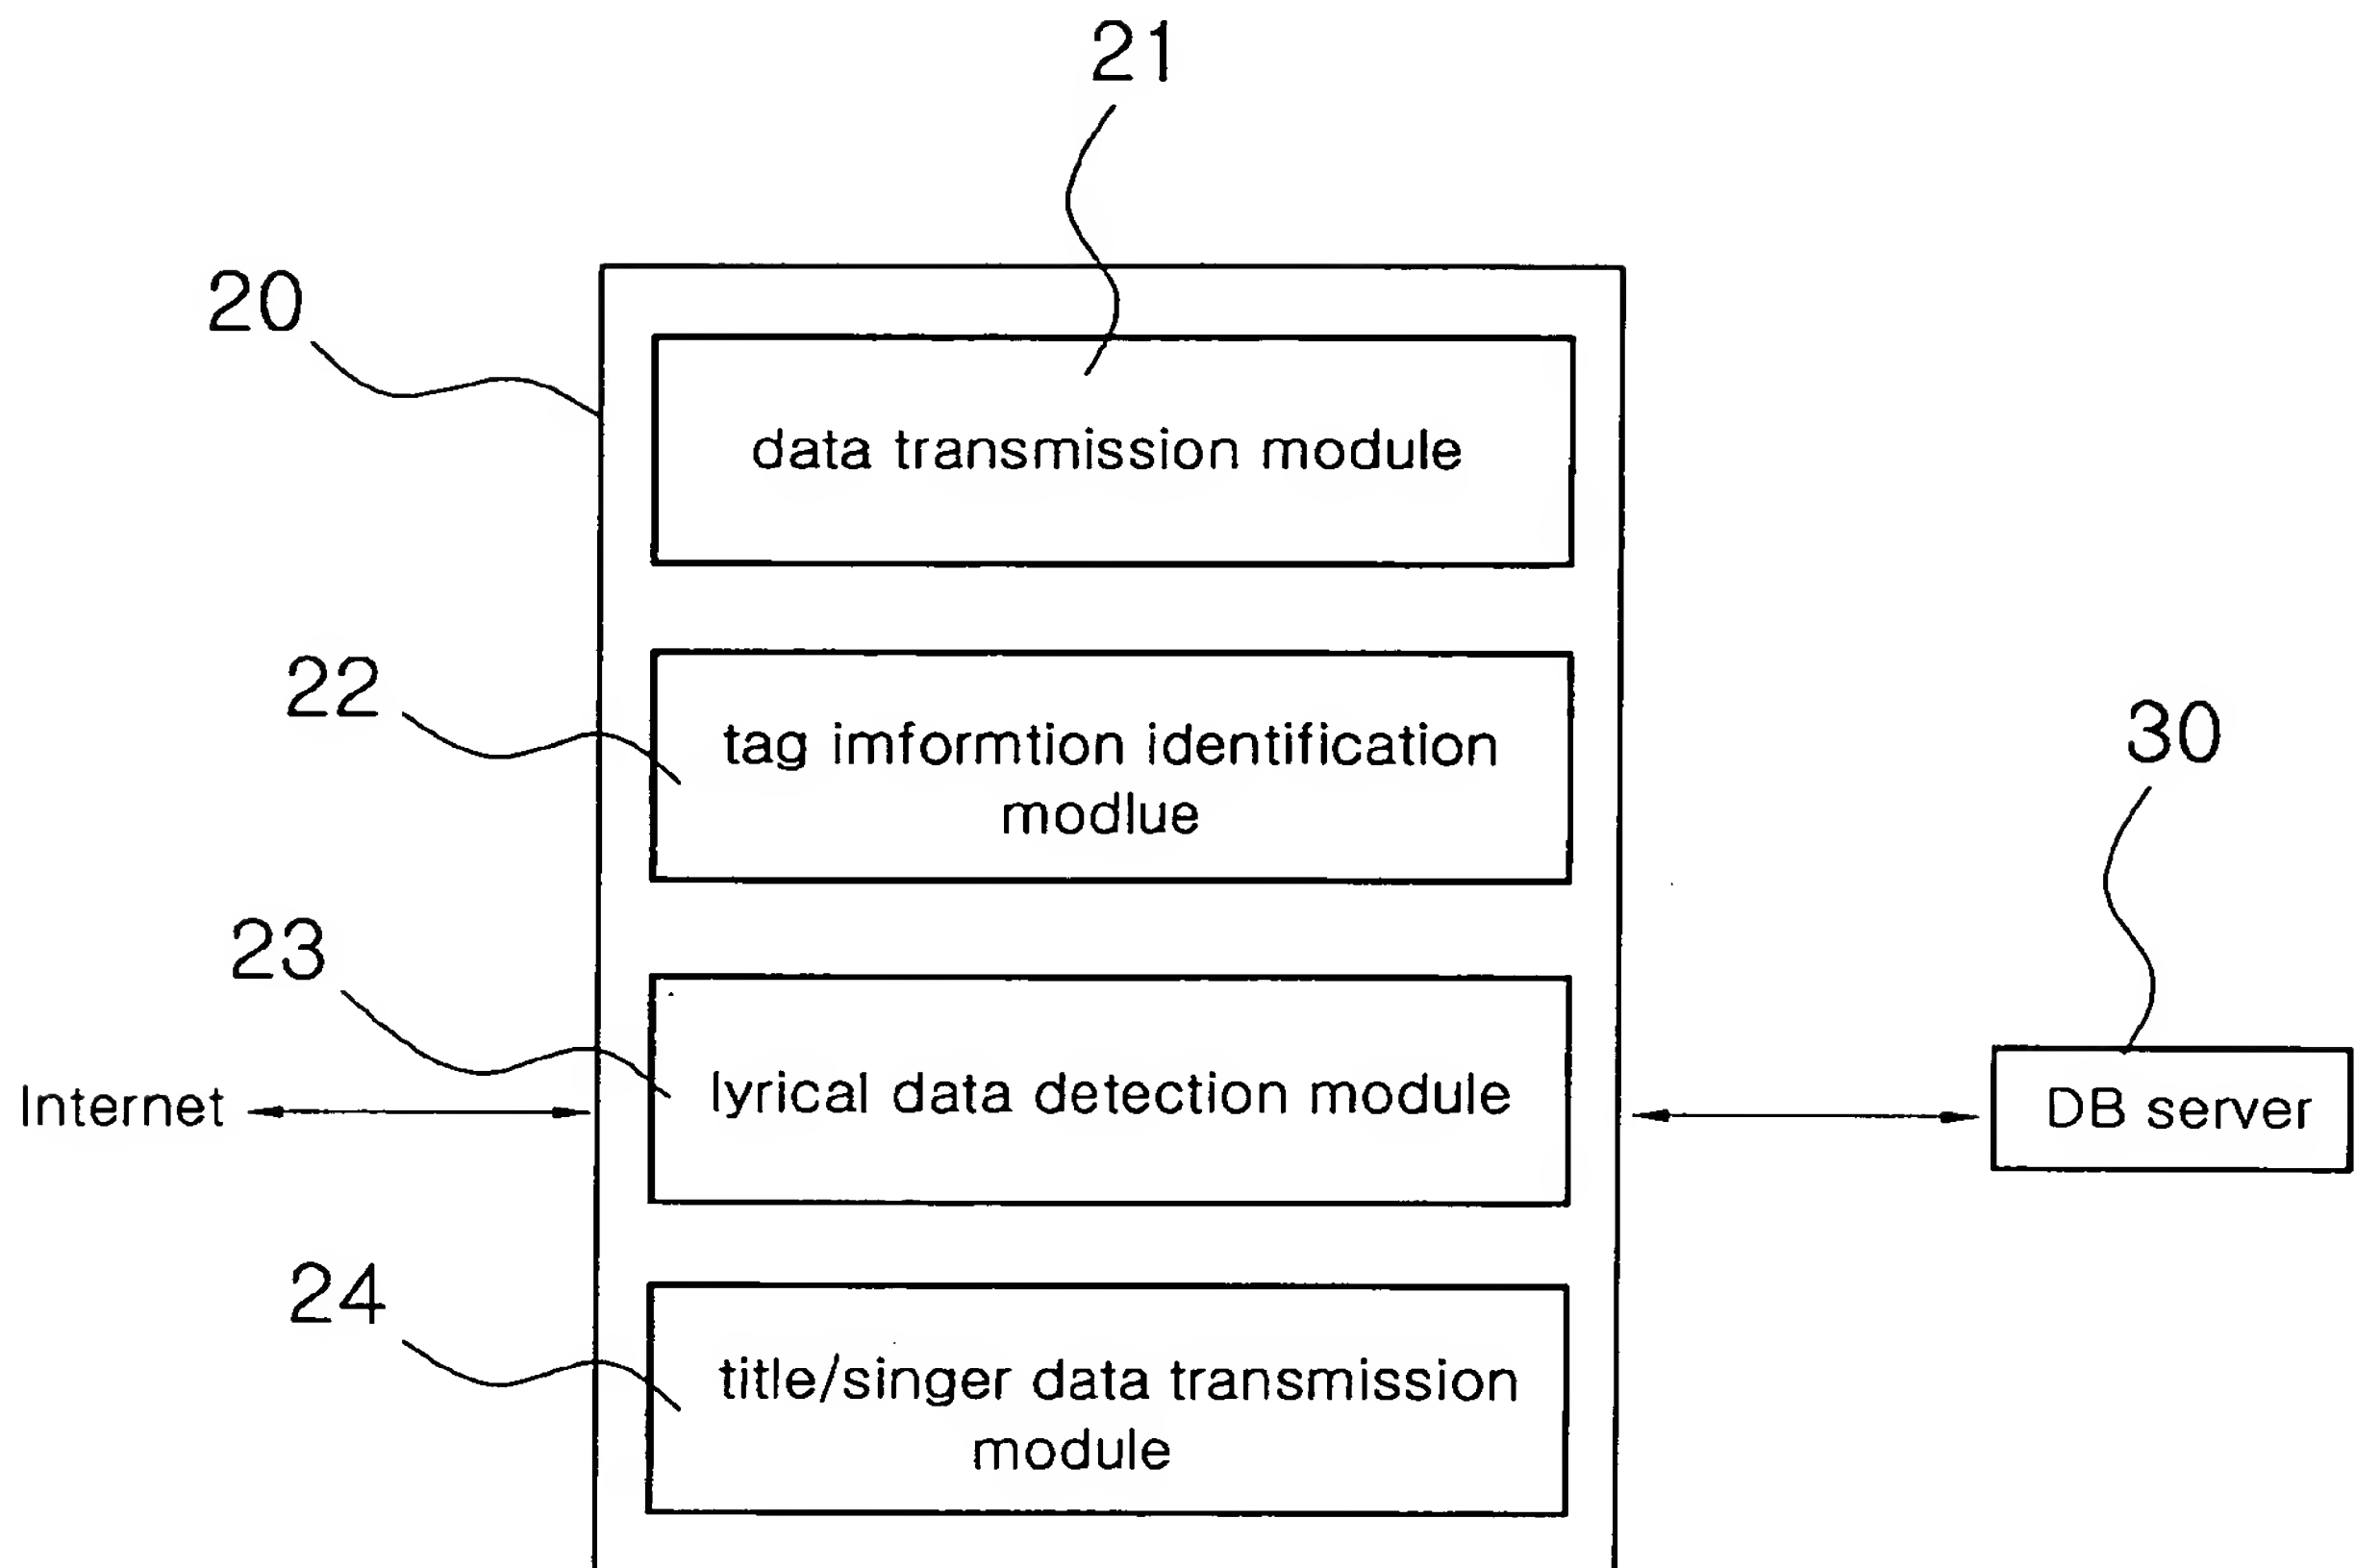 21
20
data transmission module
22
tag imformtion identification
modlue
30
23
lyrical data detection module
Internet
DB server
24
title/singer data transmission
module